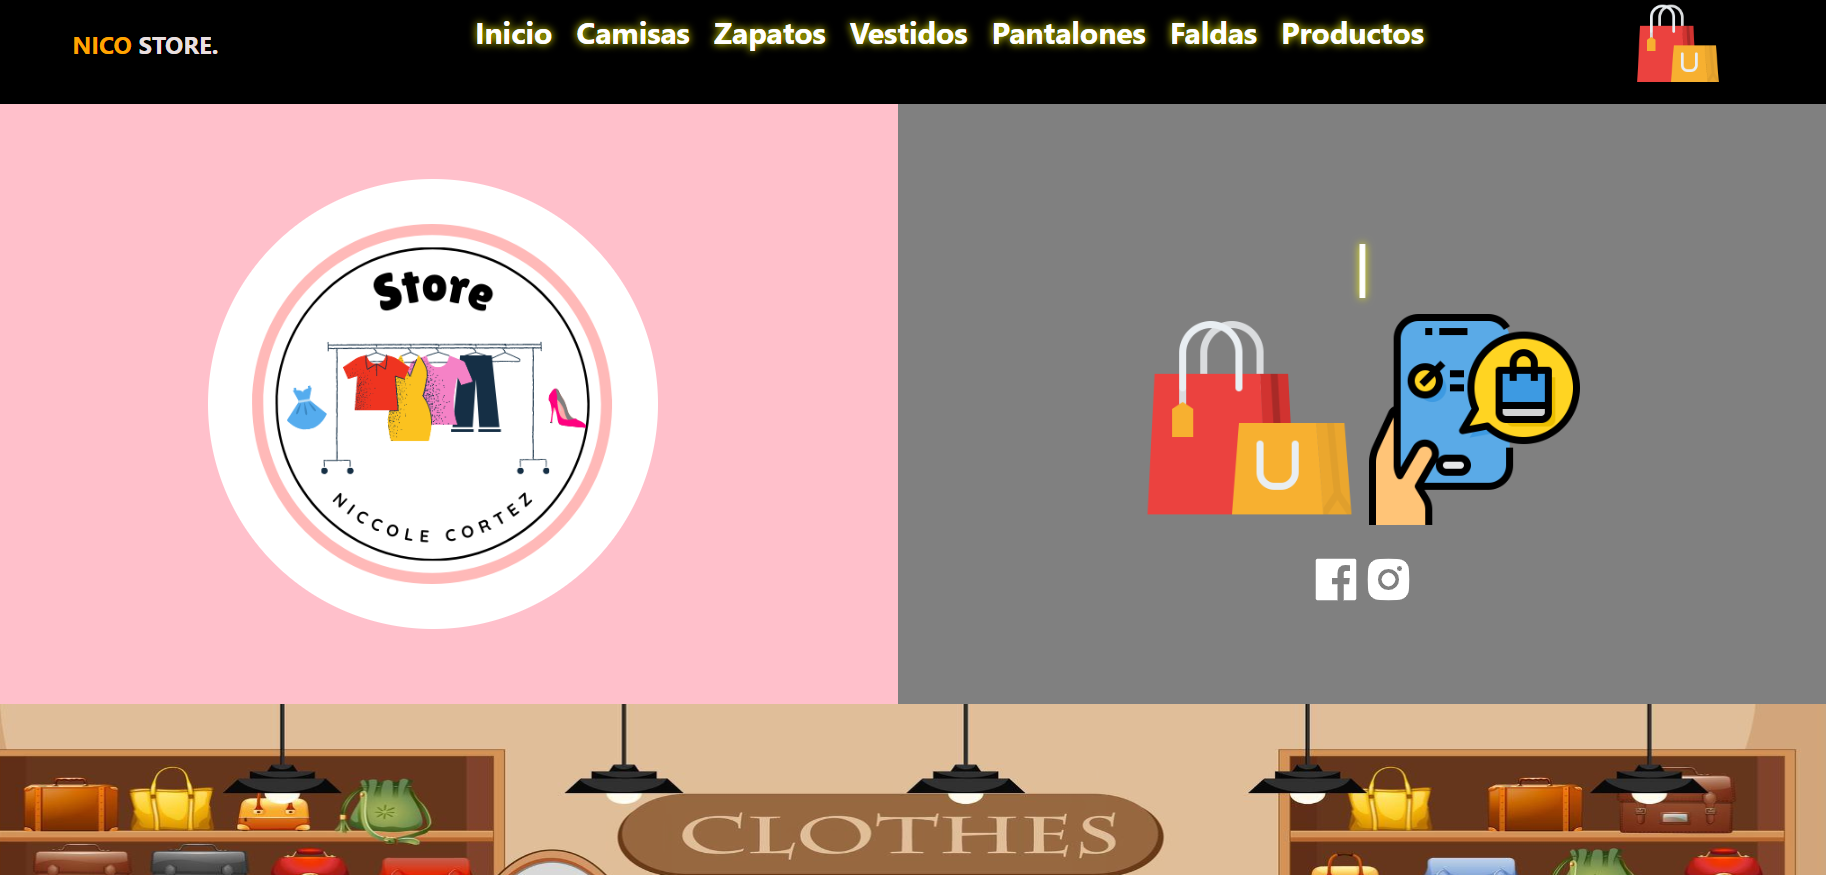 NICO STORE.
Inicio Camisas Zapatos Vestidos Pantalones Faldas Productos
Store
NICCOLE CORTEZ
CLOTHES